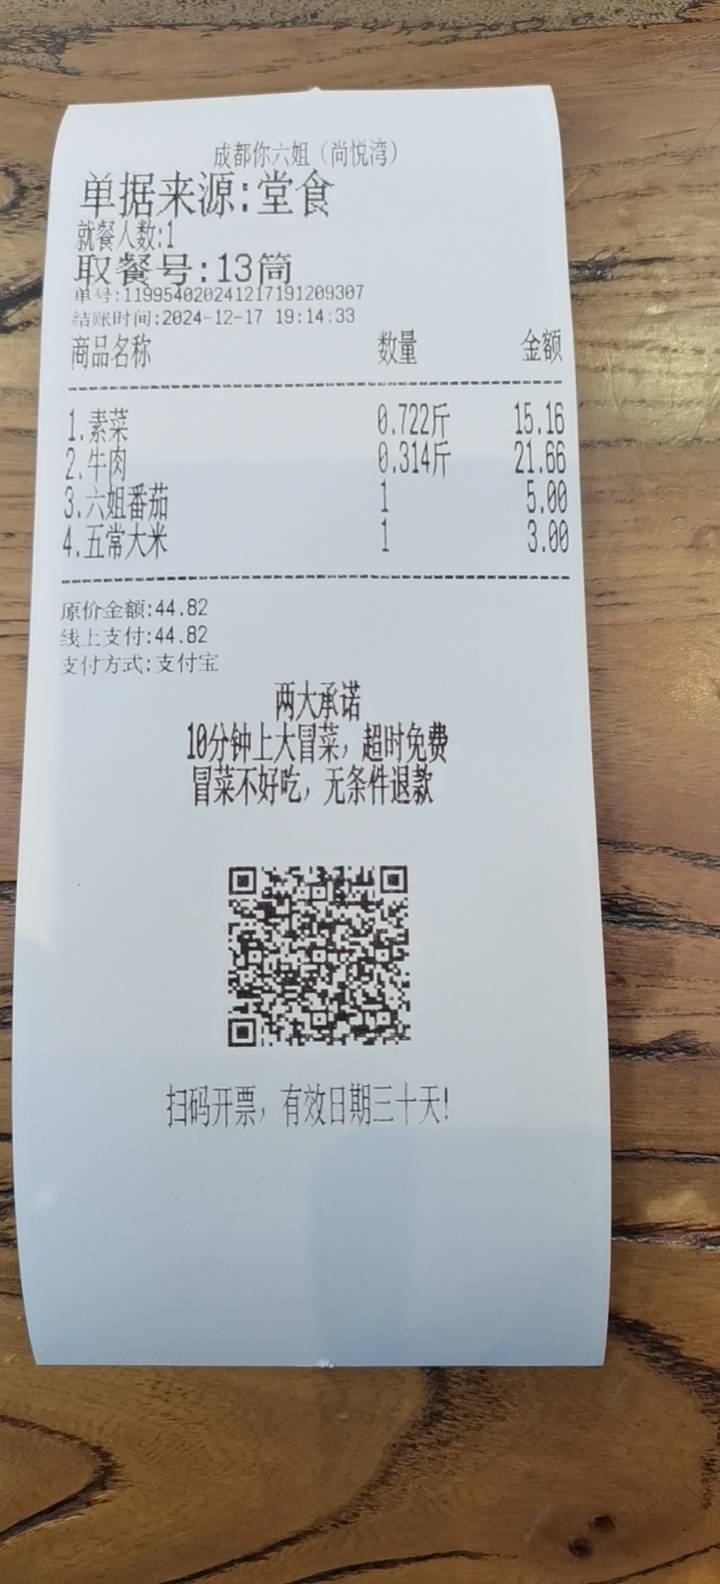 成都你六姐（尚悦湾）
单据来源:堂食
就餐人数:1
取餐号:13筒
单号:119954020241217191209307
结账时间:2024-12-17 19:14:33
商品名称 数量 金额
1.素菜 0.722斤 15.16
2.牛肉 0.314斤 21.66
3.六姐番茄 1 5.00
4.五常大米 1 3.00
原价金额:44.82
线上支付:44.82
支付方式:支付宝
两大承诺
10分钟上大冒菜，超时免费
冒菜不好吃，无条件退款
扫码开票，有效日期三十天!